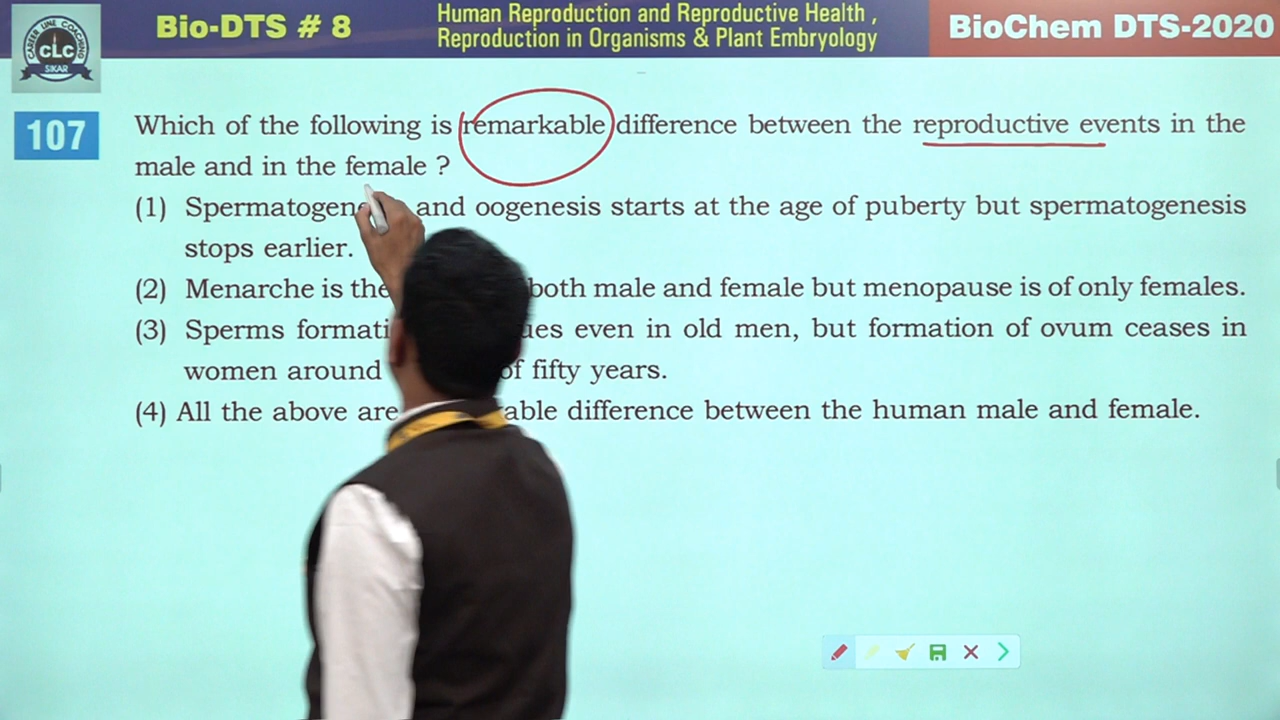 CAREER LINE COACHING
CLC
SIKAR
Bio-DTS # 8
Human Reproduction and Reproductive Health ,
Reproduction in Organisms & Plant Embryology
BioChem DTS-2020
107
Which of the following is remarkable difference between the reproductive events in the
male and in the female ?
(1) and oogenesis starts at the age of puberty but spermatogenesis
stops earlier.
(2) Menarche is the both male and female but menopause is of only females.
(3) Sperms even in old men, but formation of ovum ceases in
women around of fifty years.
(4) All the above are difference between the human male and female.